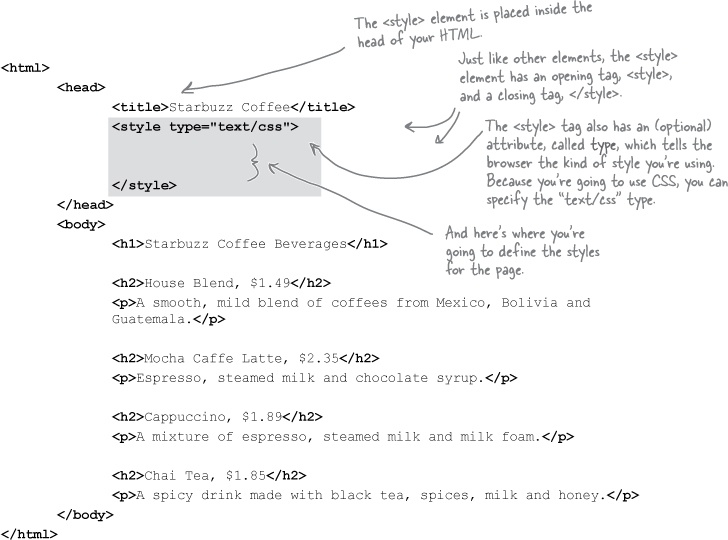 The <style> element is placed inside the
head of your HTML.
Just like other elements, the <style>
element has an opening tag, <style>,
and a closing tag, </style>.
<html>
<head>
<title>Starbuzz Coffee</title>
<style type="text/css">
The <style> tag also has an (optional)
attribute, called type, which tells the
browser the kind of style you're using.
Because you're going to use CSS, you can
specify the "text/css" type.
</style>
</head>
<body>
And here's where you're
going to define the styles
for the page.
<h1>Starbuzz Coffee Beverages</h1>
<h2>House Blend, $1.49</h2>
<p>A smooth, mild blend of coffees from Mexico, Bolivia and
Guatemala.</p>
<h2>Mocha Caffe Latte, $2.35</h2>
<p>Espresso, steamed milk and chocolate syrup.</p>
<h2>Cappuccino, $1.89</h2>
<p>A mixture of espresso, steamed milk and milk foam.</p>
<h2>Chai Tea, $1.85</h2>
<p>A spicy drink made with black tea, spices, milk and honey.</p>
</body>
</html>